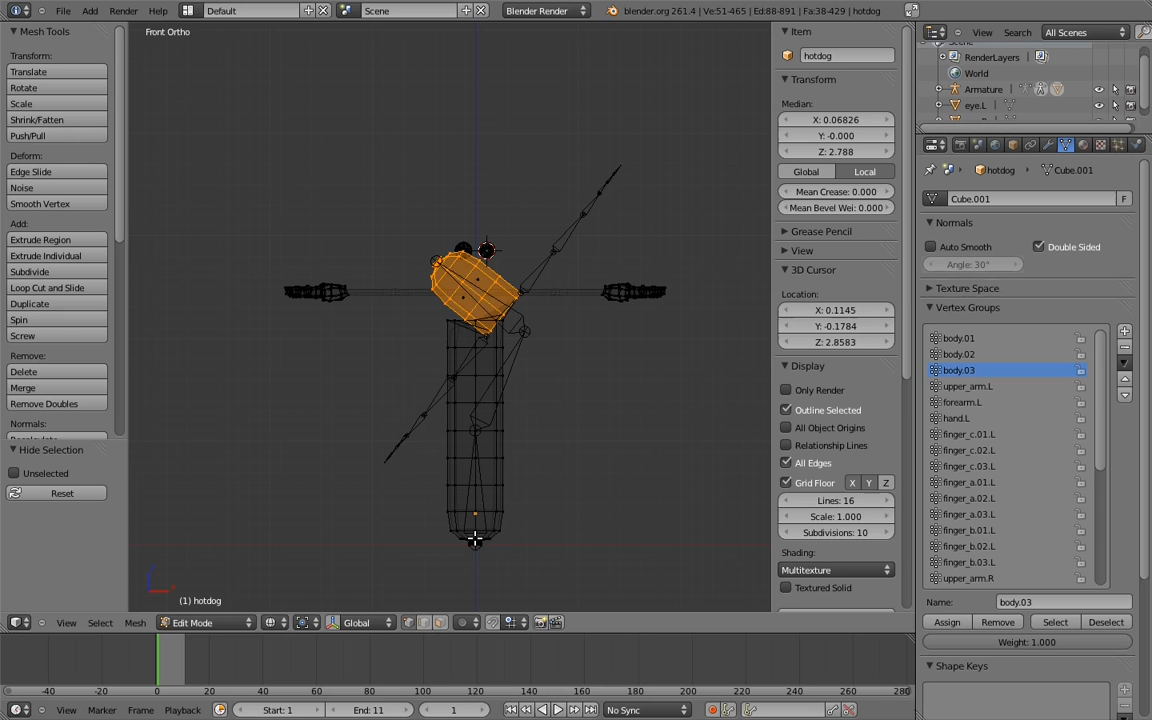 File Add Render Help Default Scene Blender Render blender.org 261.4 | Ve:51-465 | Ed:88-891 | Fa:38-429 | hotdog
Mesh Tools
Transform:
Translate
Rotate
Scale
Shrink/Fatten
Push/Pull
Deform:
Edge Slide
Noise
Smooth Vertex
Add:
Extrude Region
Extrude Individual
Subdivide
Loop Cut and Slide
Duplicate
Spin
Screw
Remove:
Delete
Merge
Remove Doubles
Normals:
Hide Selection
Unselected
Reset
Front Ortho
(1) hotdog
Item
hotdog
Transform
Median:
X: 0.06826
Y: -0.000
Z: 2.788
Global Local
Mean Crease: 0.000
Mean Bevel Wei: 0.000
Grease Pencil
View
3D Cursor
Location:
X: 0.1145
Y: -0.1784
Z: 2.8583
Display
Only Render
Outline Selected
All Object Origins
Relationship Lines
All Edges
Grid Floor X Y Z
Lines: 16
Scale: 1.000
Subdivisions: 10
Shading:
Multitexture
Textured Solid
View Search All Scenes
RenderLayers
World
Armature
eye.L
hotdog Cube.001
Cube.001 F
Normals
Auto Smooth Double Sided
Angle: 30°
Texture Space
Vertex Groups
body.01
body.02
body.03
upper_arm.L
forearm.L
hand.L
finger_c.01.L
finger_c.02.L
finger_c.03.L
finger_a.01.L
finger_a.02.L
finger_a.03.L
finger_b.01.L
finger_b.02.L
finger_b.03.L
upper_arm.R
Name: body.03
Assign Remove Select Deselect
Weight: 1.000
Shape Keys
View Select Mesh Edit Mode Global
-40 -20 0 20 40 60 80 100 120 140 160 180 200 220 240 260 280
View Marker Frame Playback Start: 1 End: 11 1 No Sync